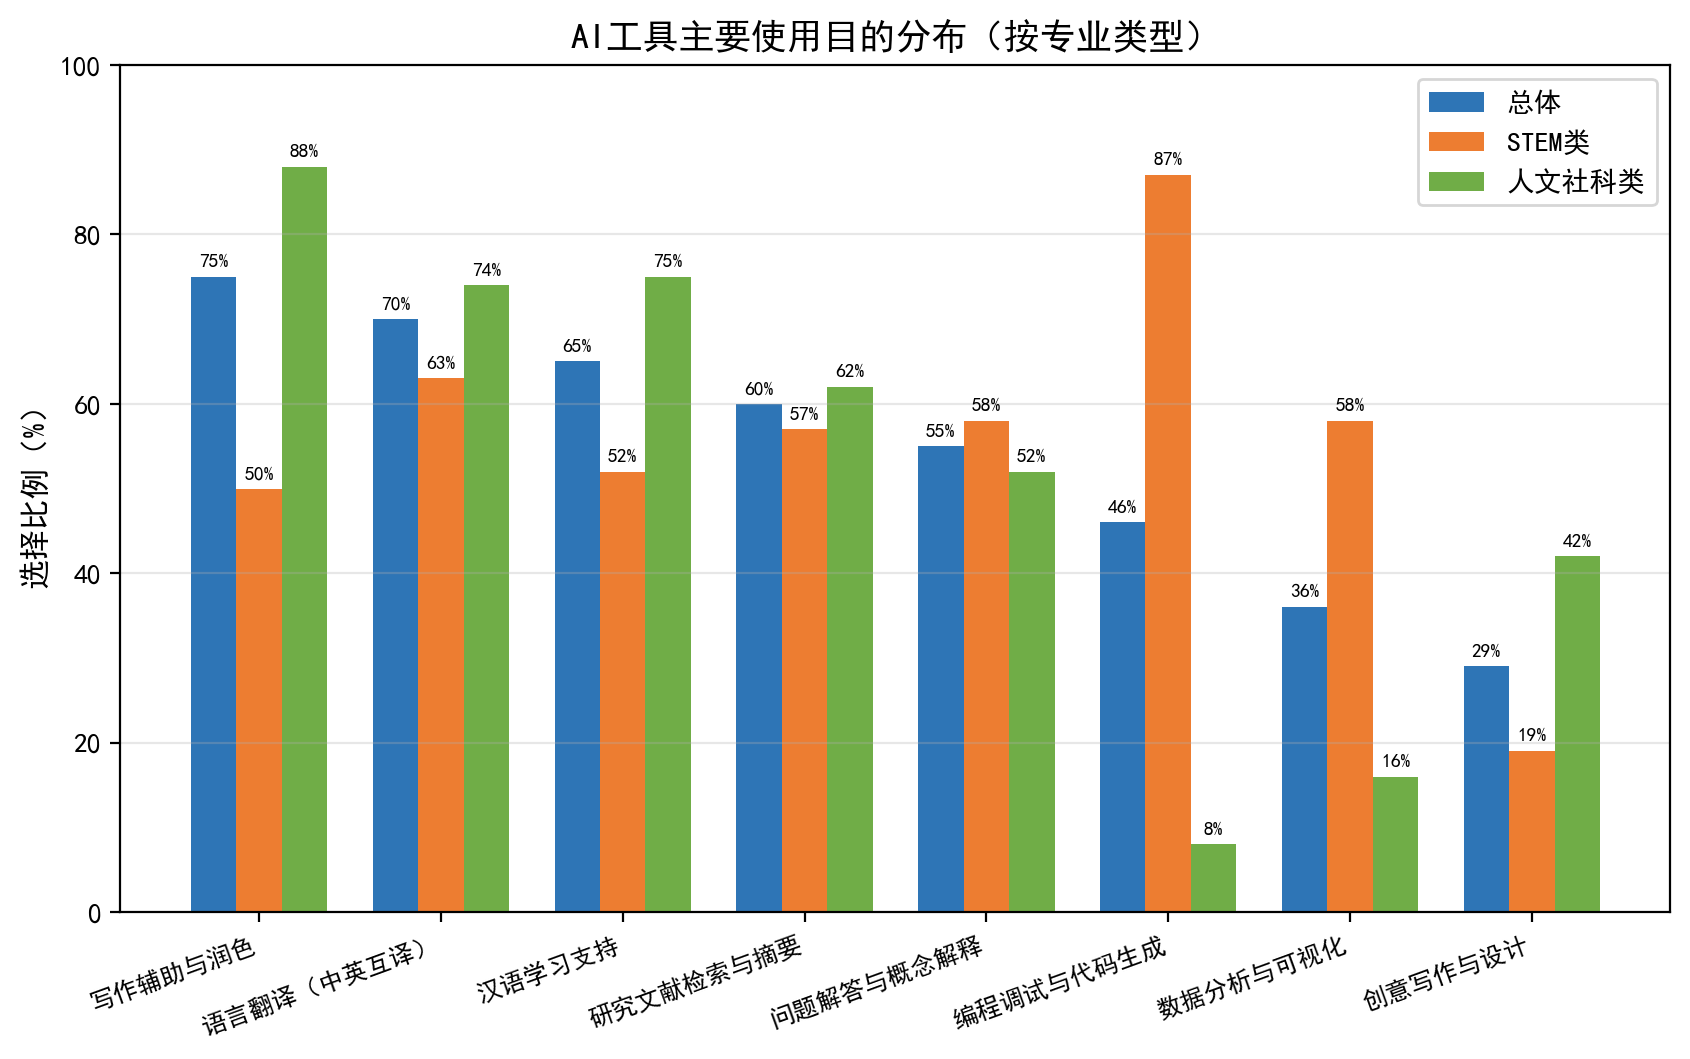 AI工具主要使用目的分布（按专业类型）
选择比例（%）
100
80
60
40
20
0
总体
STEM类
人文社科类
75%
50%
88%
70%
63%
74%
65%
52%
75%
60%
57%
62%
55%
58%
52%
46%
87%
8%
36%
58%
16%
29%
19%
42%
写作辅助与润色
语言翻译（中英互译）
汉语学习支持
研究文献检索与摘要
问题解答与概念解释
编程调试与代码生成
数据分析与可视化
创意写作与设计